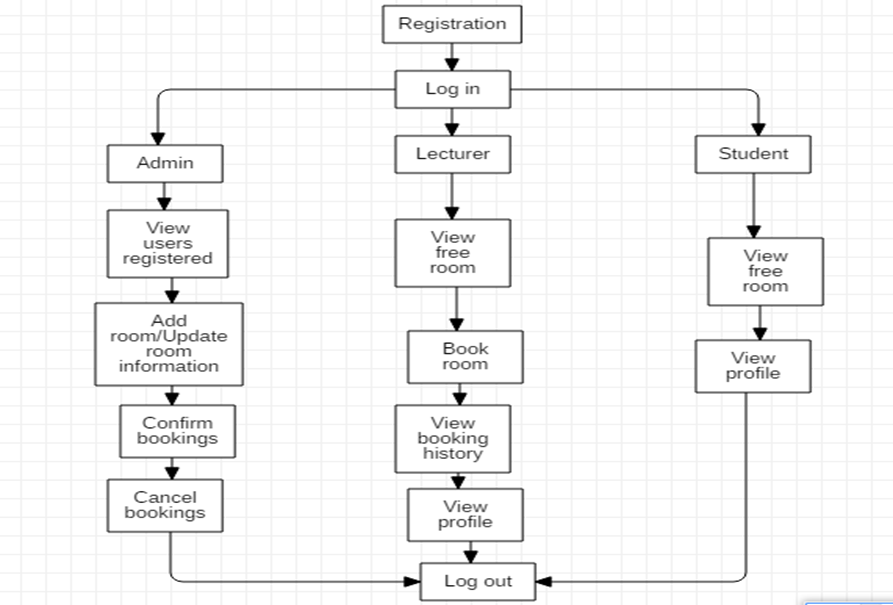 Registration
Log in
Admin
Lecturer
Student
View
users
registered
View
free
room
View
free
room
Add
room/Update
room
information
Book
room
View
profile
Confirm
bookings
View
booking
history
Cancel
bookings
View
profile
Log out